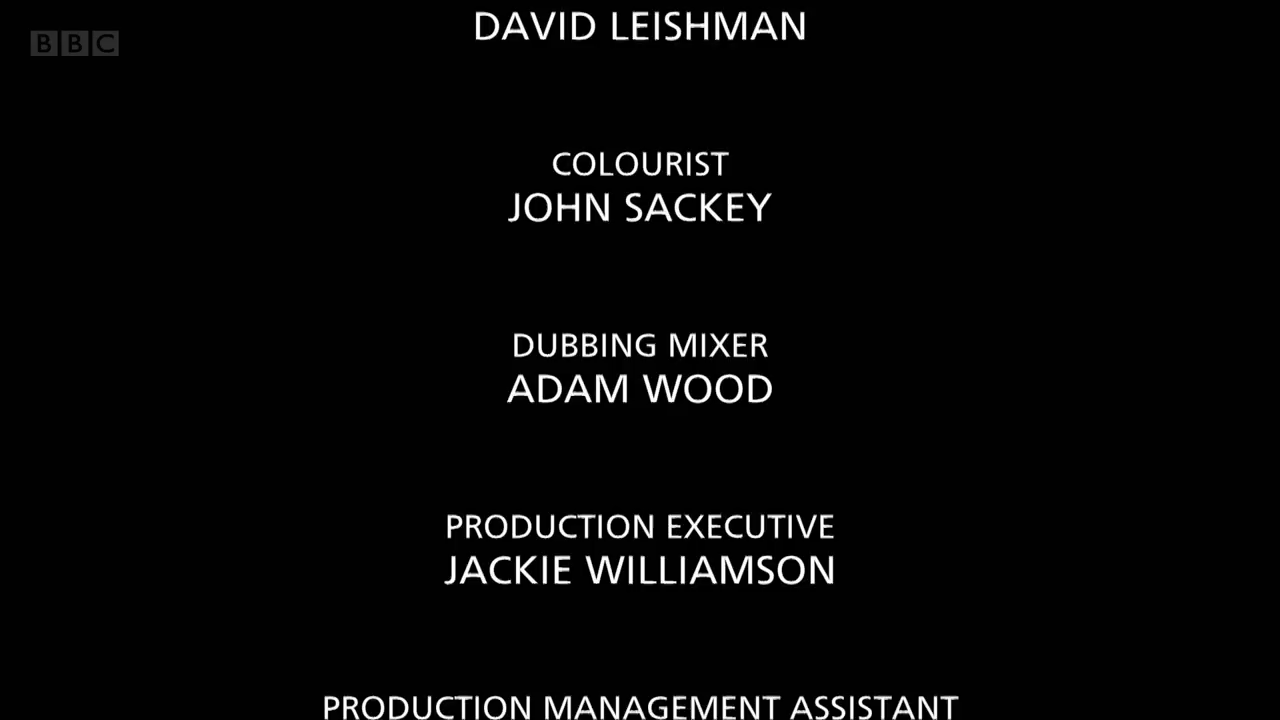 BBC
DAVID LEISHMAN
COLOURIST
JOHN SACKEY
DUBBING MIXER
ADAM WOOD
PRODUCTION EXECUTIVE
JACKIE WILLIAMSON
PRODUCTION MANAGEMENT ASSISTANT